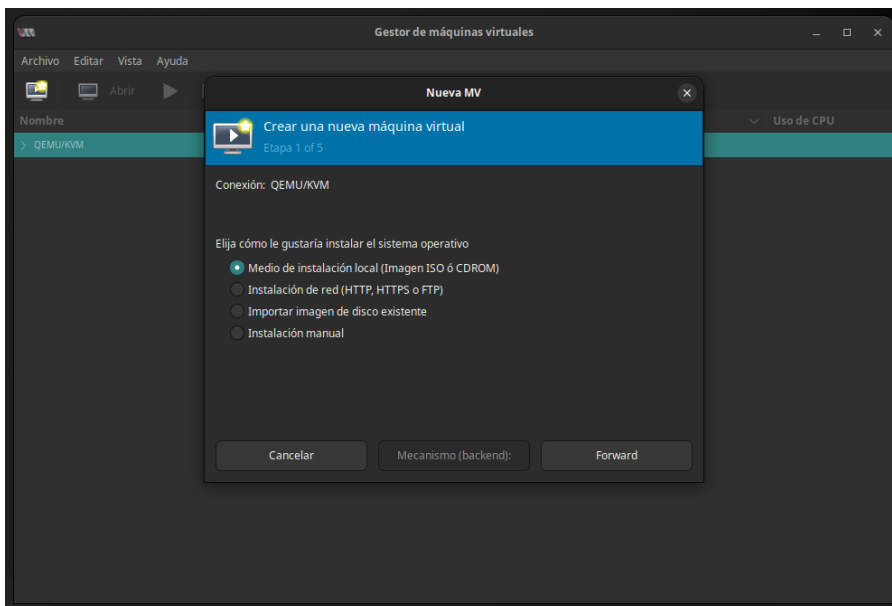 Gestor de máquinas virtuales
Archivo Editar Vista Ayuda
Abrir
Nueva MV
Nombre
Uso de CPU
QEMU/KVM
Crear una nueva máquina virtual
Etapa 1 of 5
Conexión: QEMU/KVM
Elija cómo le gustaría instalar el sistema operativo
Medio de instalación local (Imagen ISO ó CDROM)
Instalación de red (HTTP, HTTPS o FTP)
Importar imagen de disco existente
Instalación manual
Cancelar
Mecanismo (backend):
Forward